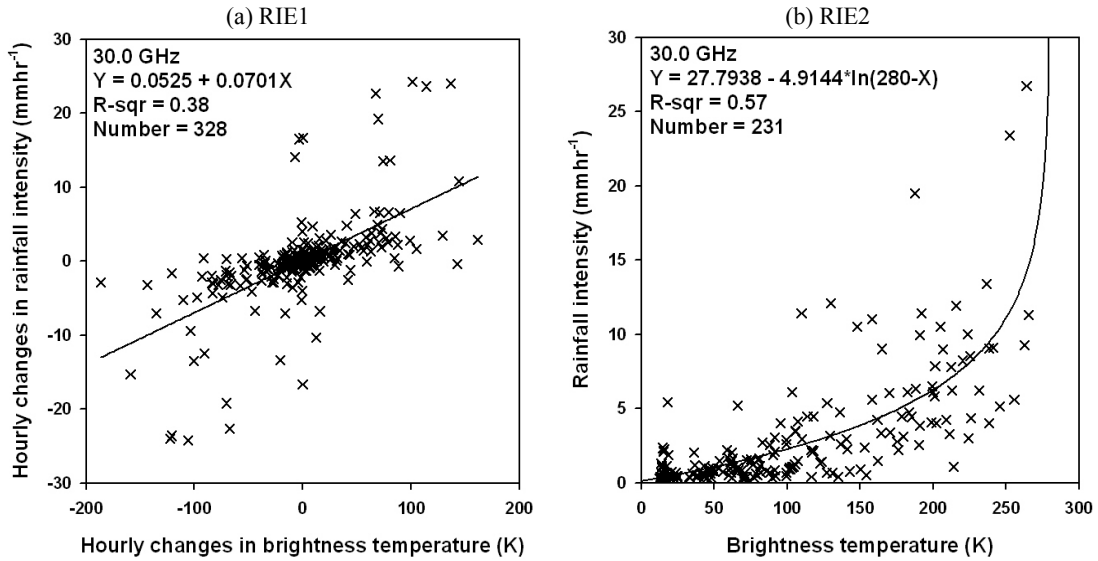 (a) RIE1
30.0 GHz
Y = 0.0525 + 0.0701X
R-sqr = 0.38
Number = 328
Hourly changes in rainfall intensity (mmhr⁻¹)
30
20
10
0
-10
-20
-30
-200
-100
0
100
200
Hourly changes in brightness temperature (K)
(b) RIE2
30.0 GHz
Y = 27.7938 - 4.9144*ln(280-X)
R-sqr = 0.57
Number = 231
Rainfall intensity (mmhr⁻¹)
30
25
20
15
10
5
0
0
50
100
150
200
250
300
Brightness temperature (K)